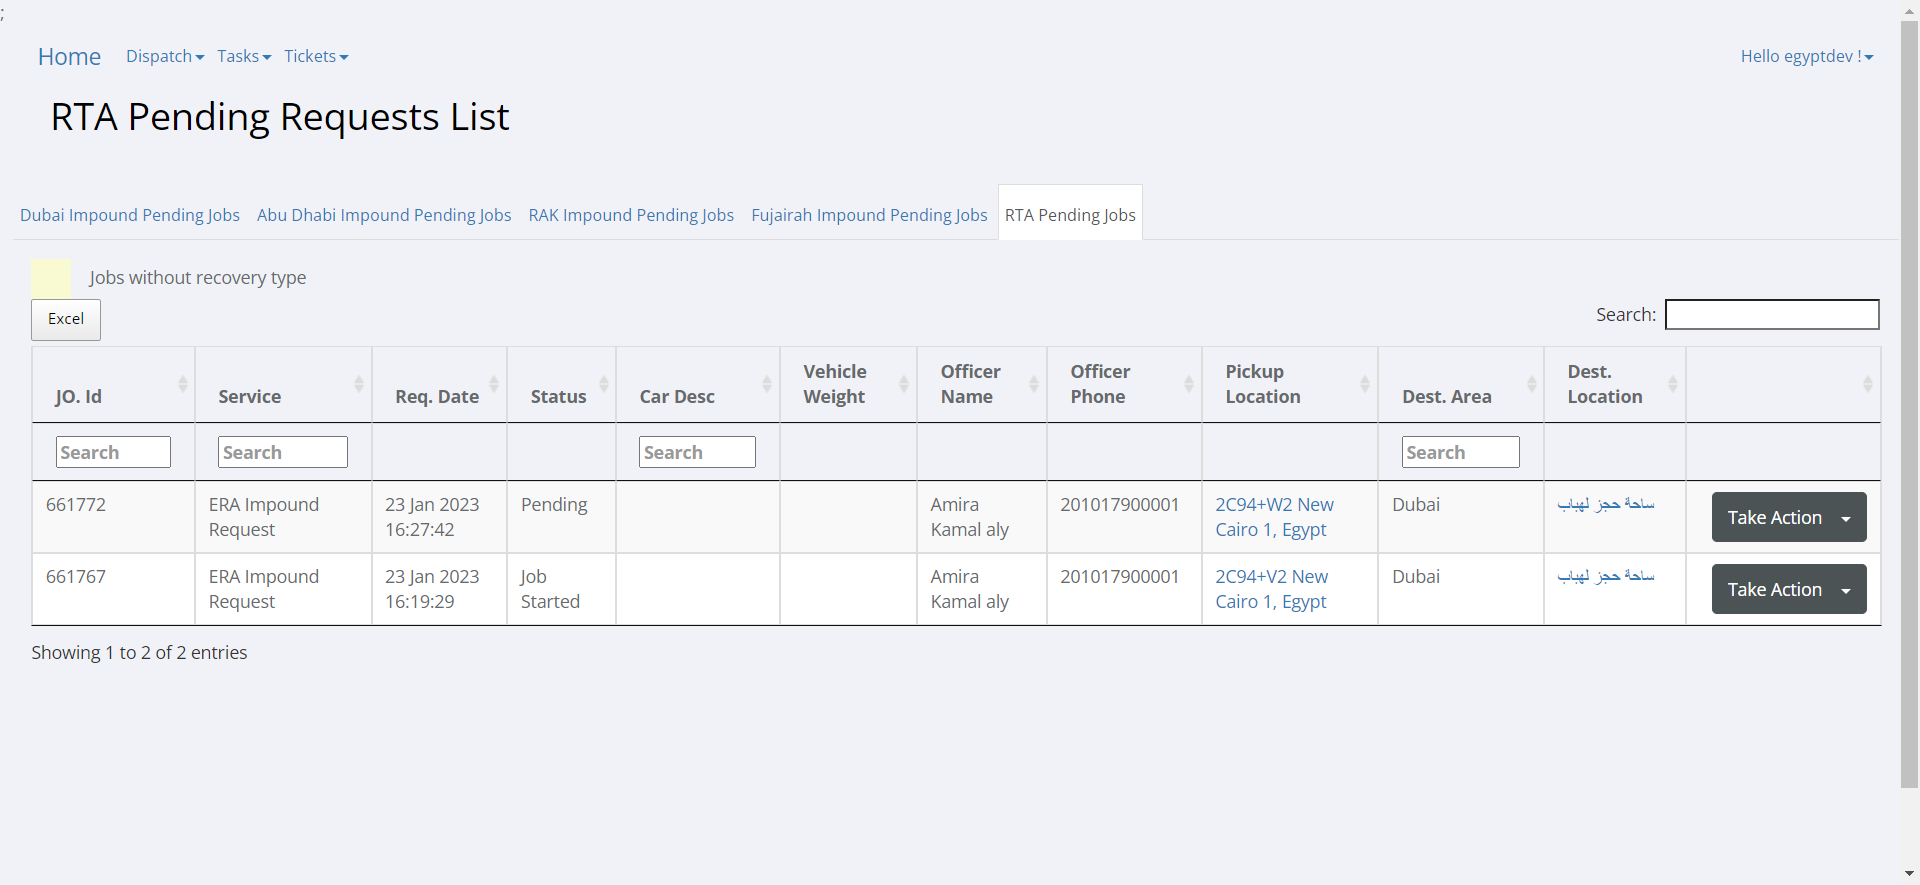 ;
Home Dispatch Tasks Tickets Hello egyptdev !
RTA Pending Requests List
Dubai Impound Pending Jobs Abu Dhabi Impound Pending Jobs RAK Impound Pending Jobs Fujairah Impound Pending Jobs RTA Pending Jobs
Jobs without recovery type
Excel
Search:
JO. Id Service Req. Date Status Car Desc Vehicle Weight Officer Name Officer Phone Pickup Location Dest. Area Dest. Location
Search Search Search Search
661772 ERA Impound Request 23 Jan 2023 16:27:42 Pending Amira Kamal aly 201017900001 2C94+W2 New Cairo 1, Egypt Dubai ساحة حجز لهباب Take Action
661767 ERA Impound Request 23 Jan 2023 16:19:29 Job Started Amira Kamal aly 201017900001 2C94+V2 New Cairo 1, Egypt Dubai ساحة حجز لهباب Take Action
Showing 1 to 2 of 2 entries